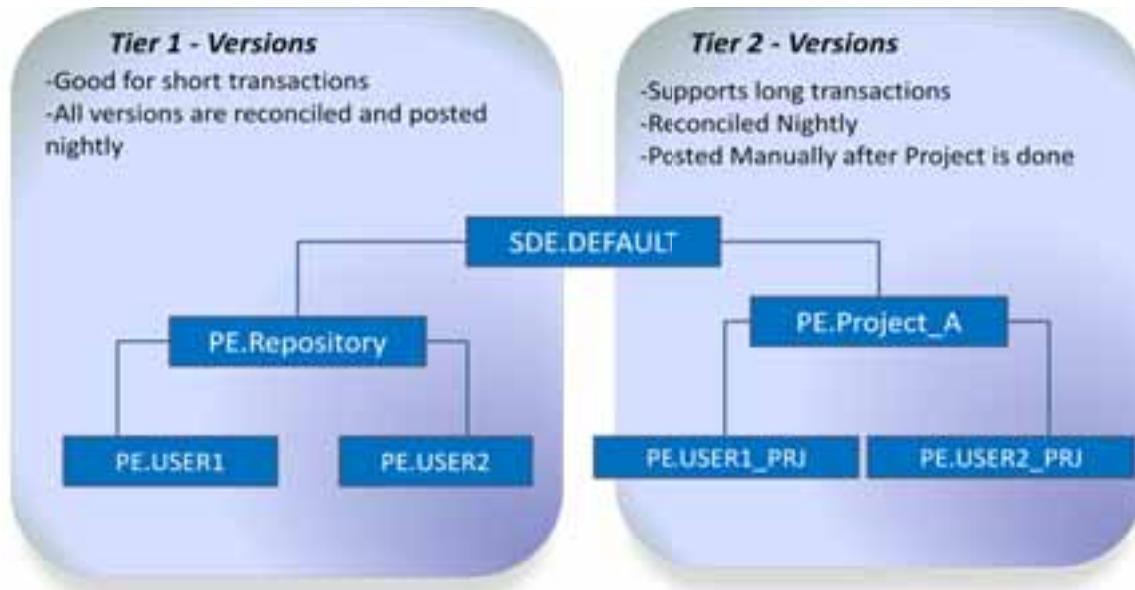 Tier 1 - Versions
-Good for short transactions
-All versions are reconciled and posted
nightly
Tier 2 - Versions
-Supports long transactions
-Reconciled Nightly
-Posted Manually after Project is done
SDE.DEFAULT
PE.Repository
PE.Project_A
PE.USER1
PE.USER2
PE.USER1_PRJ
PE.USER2_PRJ